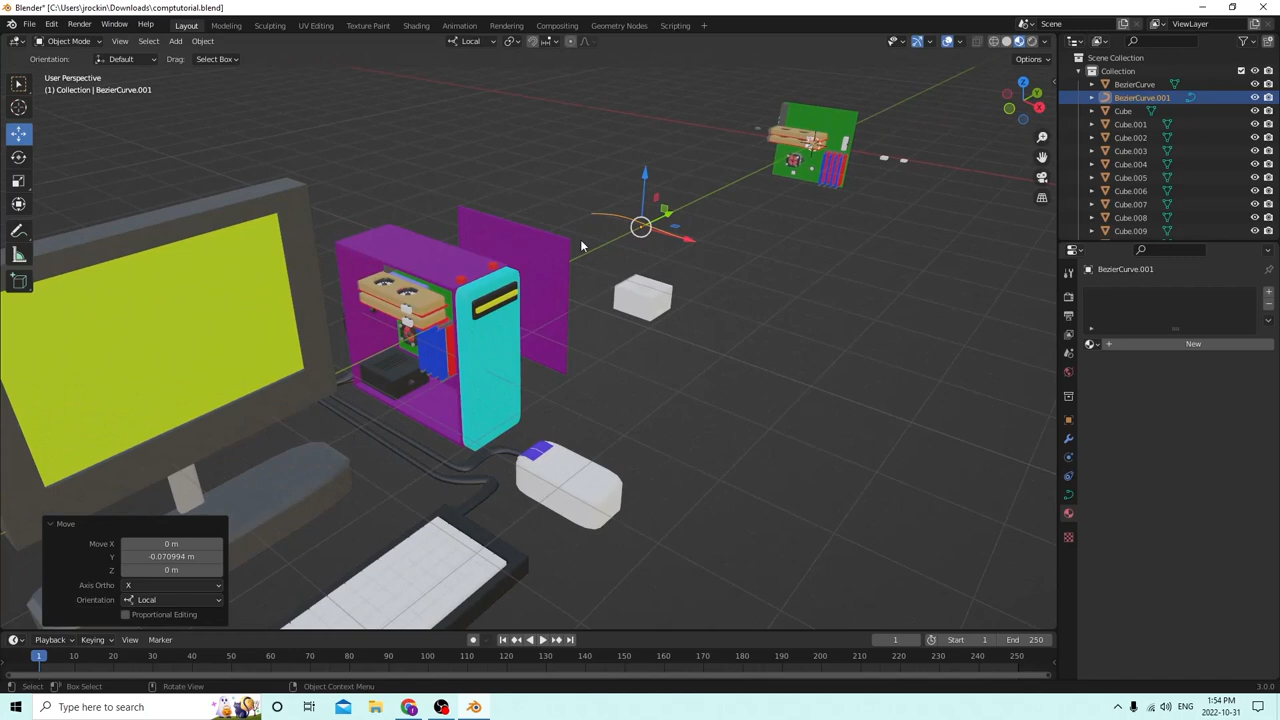 Blender* [C:\Users\jrockin\Downloads\comptutorial.blend]
File Edit Render Window Help Layout Modeling Sculpting UV Editing Texture Paint Shading Animation Rendering Compositing Geometry Nodes Scripting Scene ViewLayer
Object Mode View Select Add Object Local
Orientation: Default Drag: Select Box Options
User Perspective
(1) Collection | BezierCurve.001
Scene Collection
Collection
BezierCurve
BezierCurve.001
Cube
Cube.001
Cube.002
Cube.003
Cube.004
Cube.005
Cube.006
Cube.007
Cube.008
Cube.009
BezierCurve.001
New
Z
Y
X
Move
Move X 0 m
Y -0.070994 m
Z 0 m
Axis Ortho X
Orientation Local
Proportional Editing
Playback Keying View Marker 1 Start 1 End 250
1 10 20 30 40 50 60 70 80 90 100 110 120 130 140 150 160 170 180 190 200 210 220 230 240 250
Select Box Select Rotate View Object Context Menu 3.0.0
Type here to search
ENG
1:54 PM
2022-10-31